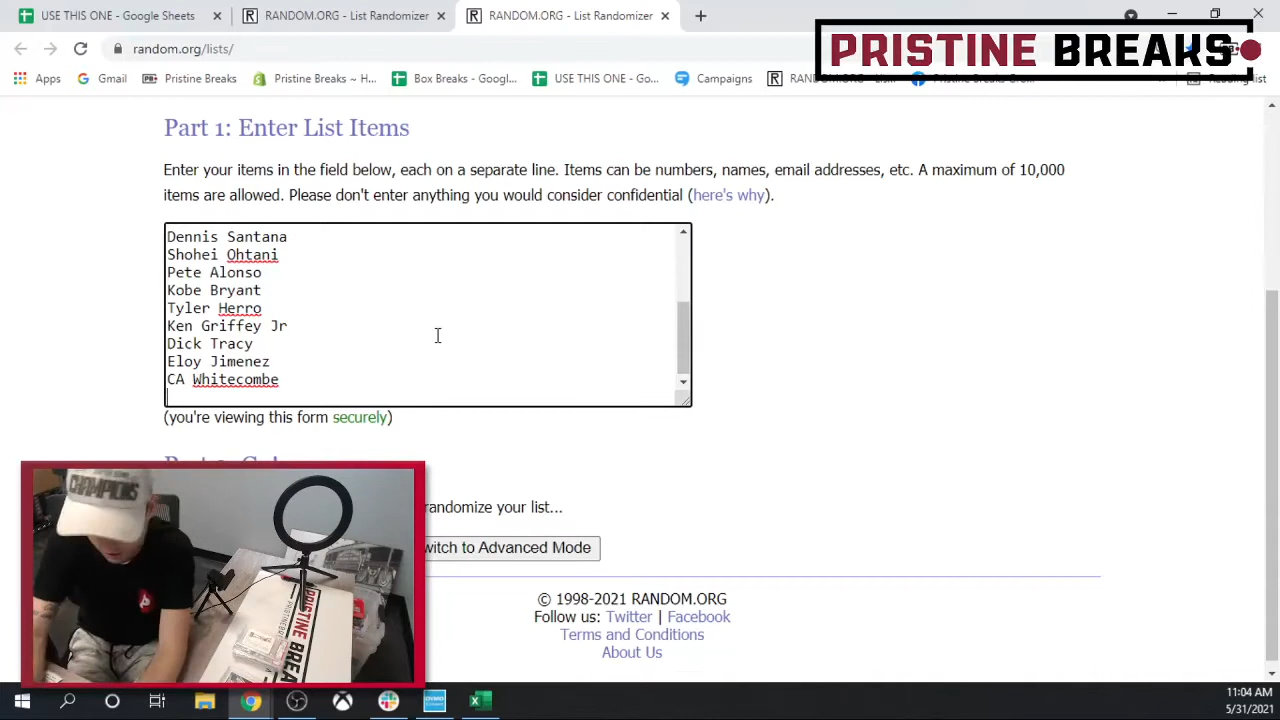 USE THIS ONE - Google Sheets
RANDOM.ORG - List Randomizer
RANDOM.ORG - List Randomizer
random.org/lists/
PRISTINE BREAKS
Apps
Gmail
Pristine Breaks
Pristine Breaks ~ H...
Box Breaks - Googl...
USE THIS ONE - Go...
Campaigns
Reading list
Part 1: Enter List Items
Enter your items in the field below, each on a separate line. Items can be numbers, names, email addresses, etc. A maximum of 10,000
items are allowed. Please don't enter anything you would consider confidential (here's why).
Dennis Santana
Shohei Ohtani
Pete Alonso
Kobe Bryant
Tyler Herro
Ken Griffey Jr
Dick Tracy
Eloy Jimenez
CA Whitecombe
(you're viewing this form securely)
randomize your list...
witch to Advanced Mode
© 1998-2021 RANDOM.ORG
Follow us: Twitter | Facebook
Terms and Conditions
About Us
CHAMPIONS
PRISTINE BREA
11:04 AM
5/31/2021